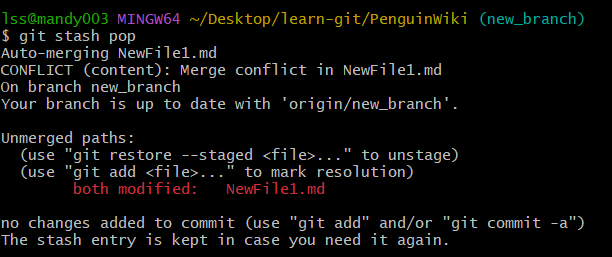 lss@mandy003 MINGW64 ~/Desktop/learn-git/PenguinWiki (new_branch)
$ git stash pop
Auto-merging NewFile1.md
CONFLICT (content): Merge conflict in NewFile1.md
On branch new_branch
Your branch is up to date with 'origin/new_branch'.

Unmerged paths:
  (use "git restore --staged <file>..." to unstage)
  (use "git add <file>..." to mark resolution)
        both modified:   NewFile1.md

no changes added to commit (use "git add" and/or "git commit -a")
The stash entry is kept in case you need it again.